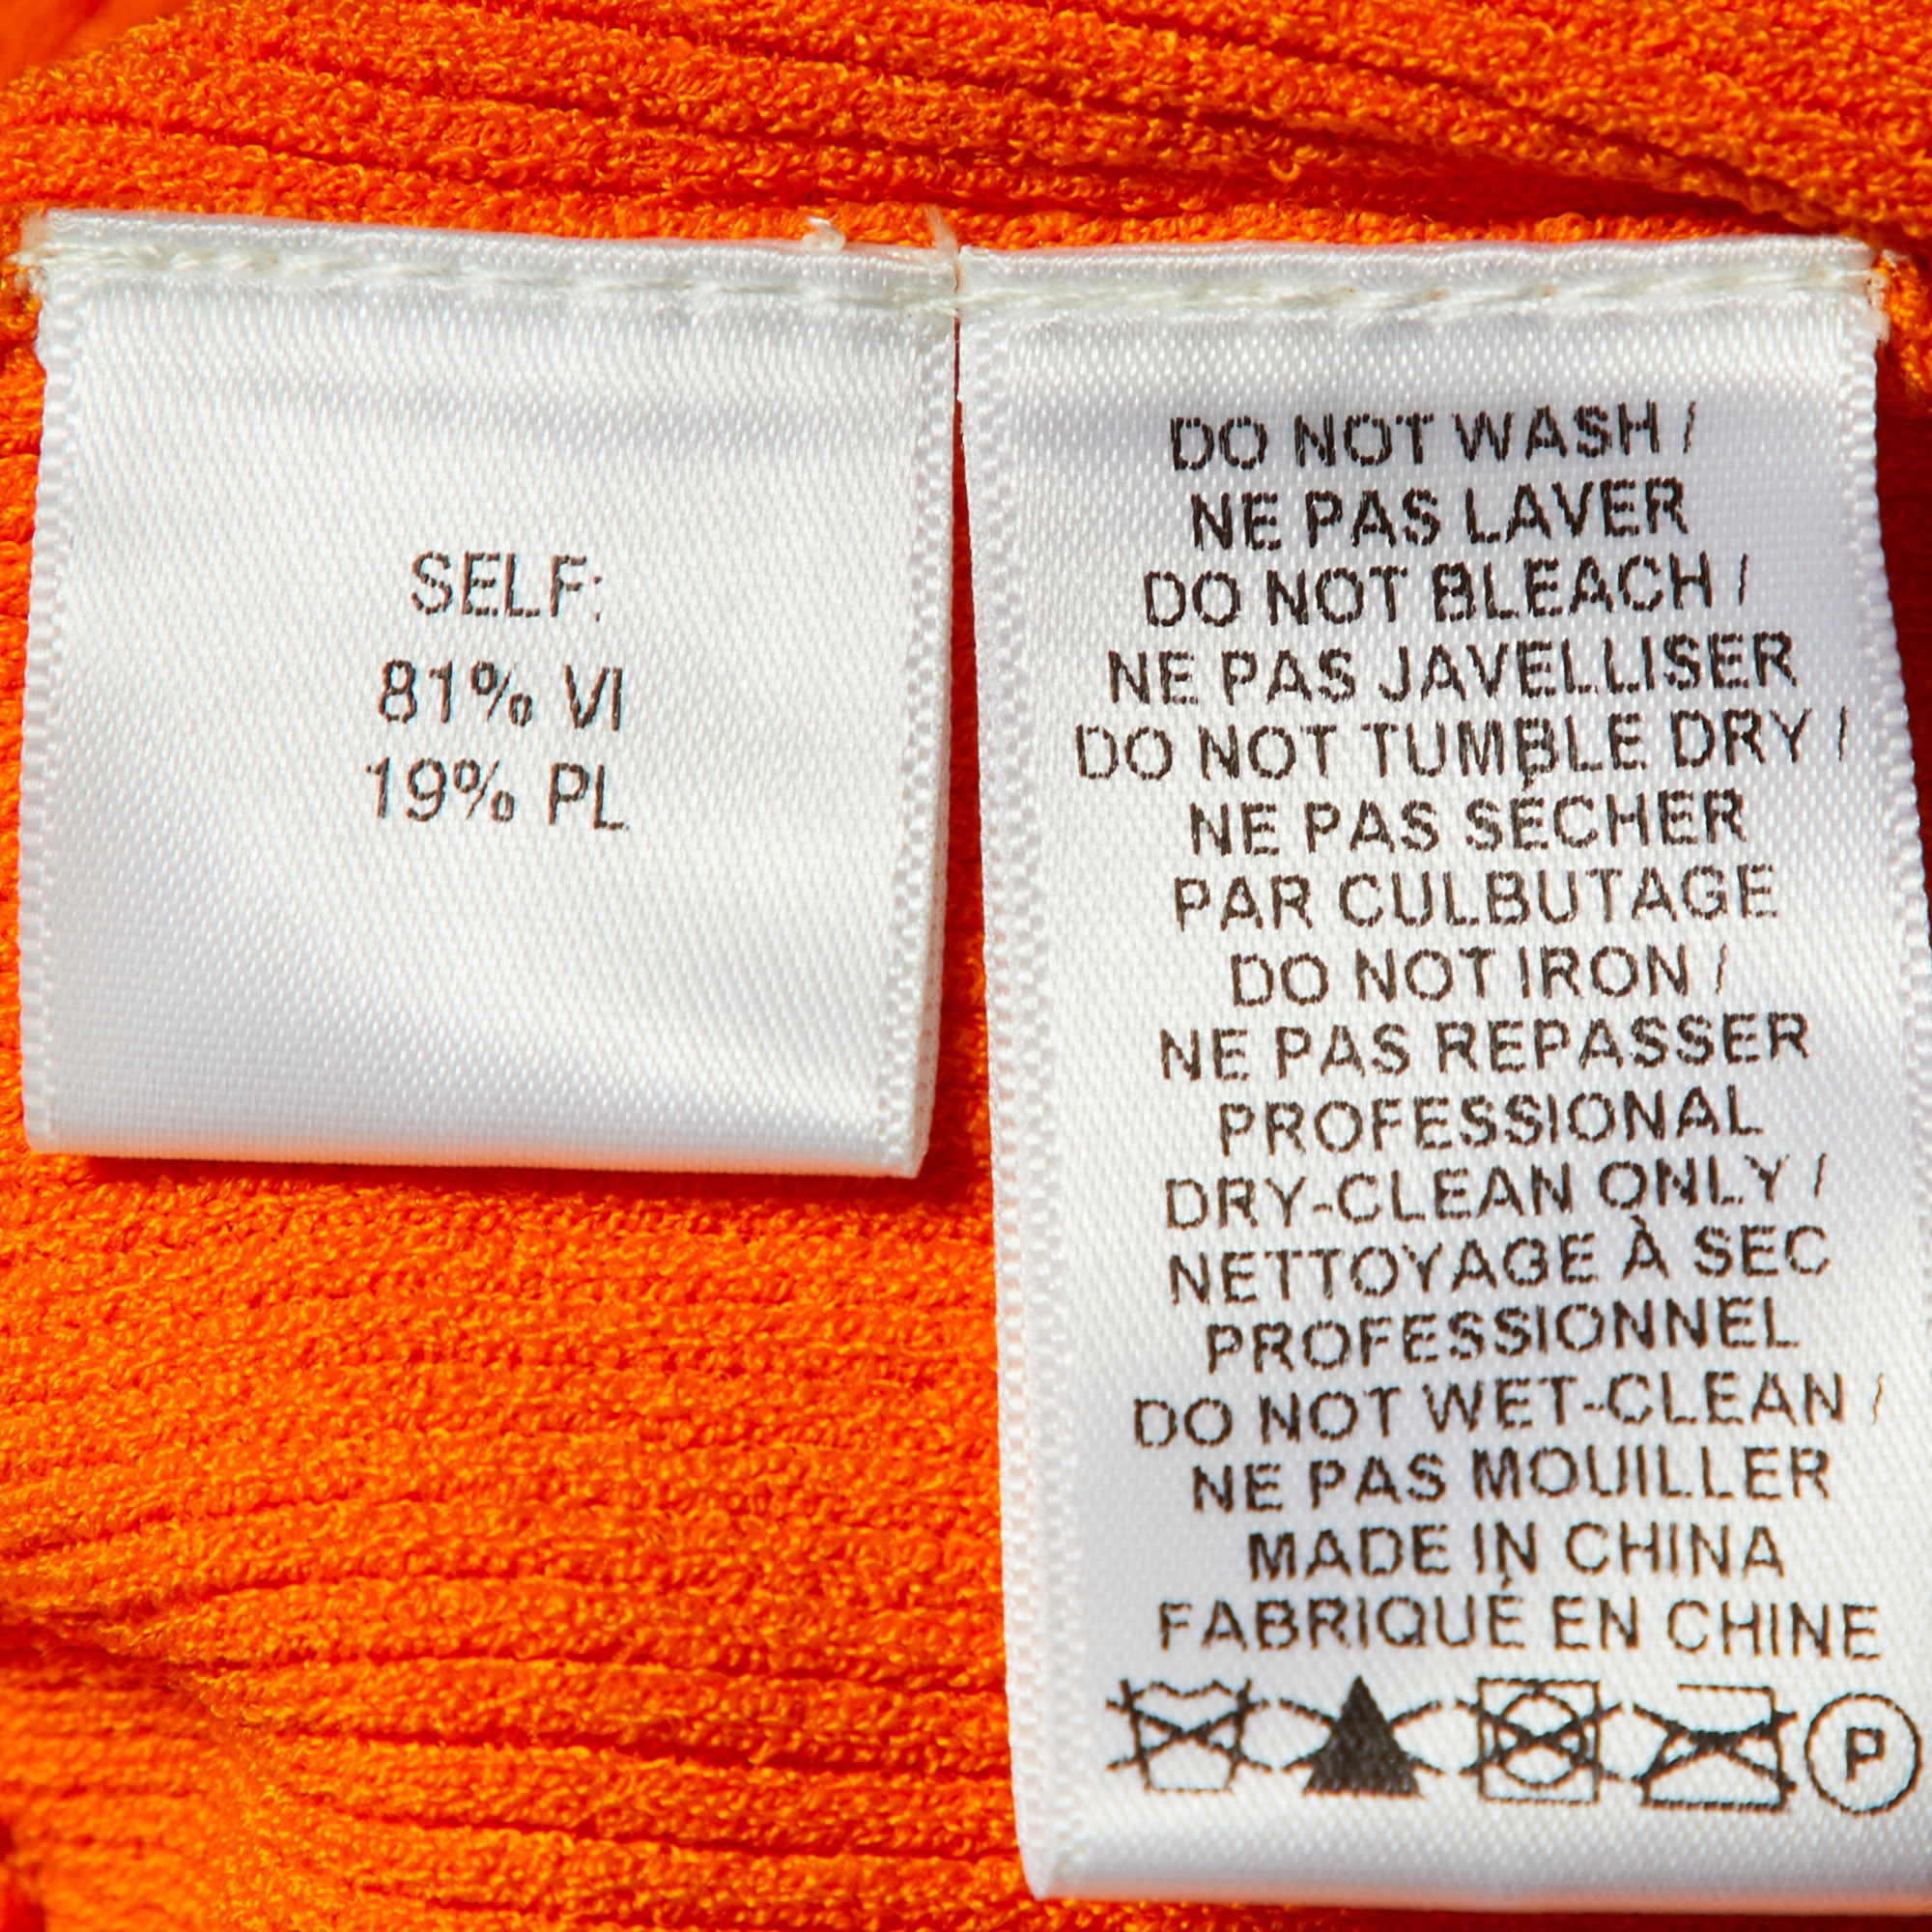 SELF:
81% VI
19% PL
DO NOT WASH /
NE PAS LAVER
DO NOT BLEACH /
NE PAS JAVELLISER
DO NOT TUMBLE DRY /
NE PAS SÉCHER
PAR CULBUTAGE
DO NOT IRON /
NE PAS REPASSER
PROFESSIONAL
DRY-CLEAN ONLY /
NETTOYAGE À SEC
PROFESSIONNEL
DO NOT WET-CLEAN /
NE PAS MOUILLER
MADE IN CHINA
FABRIQUÉ EN CHINE
P